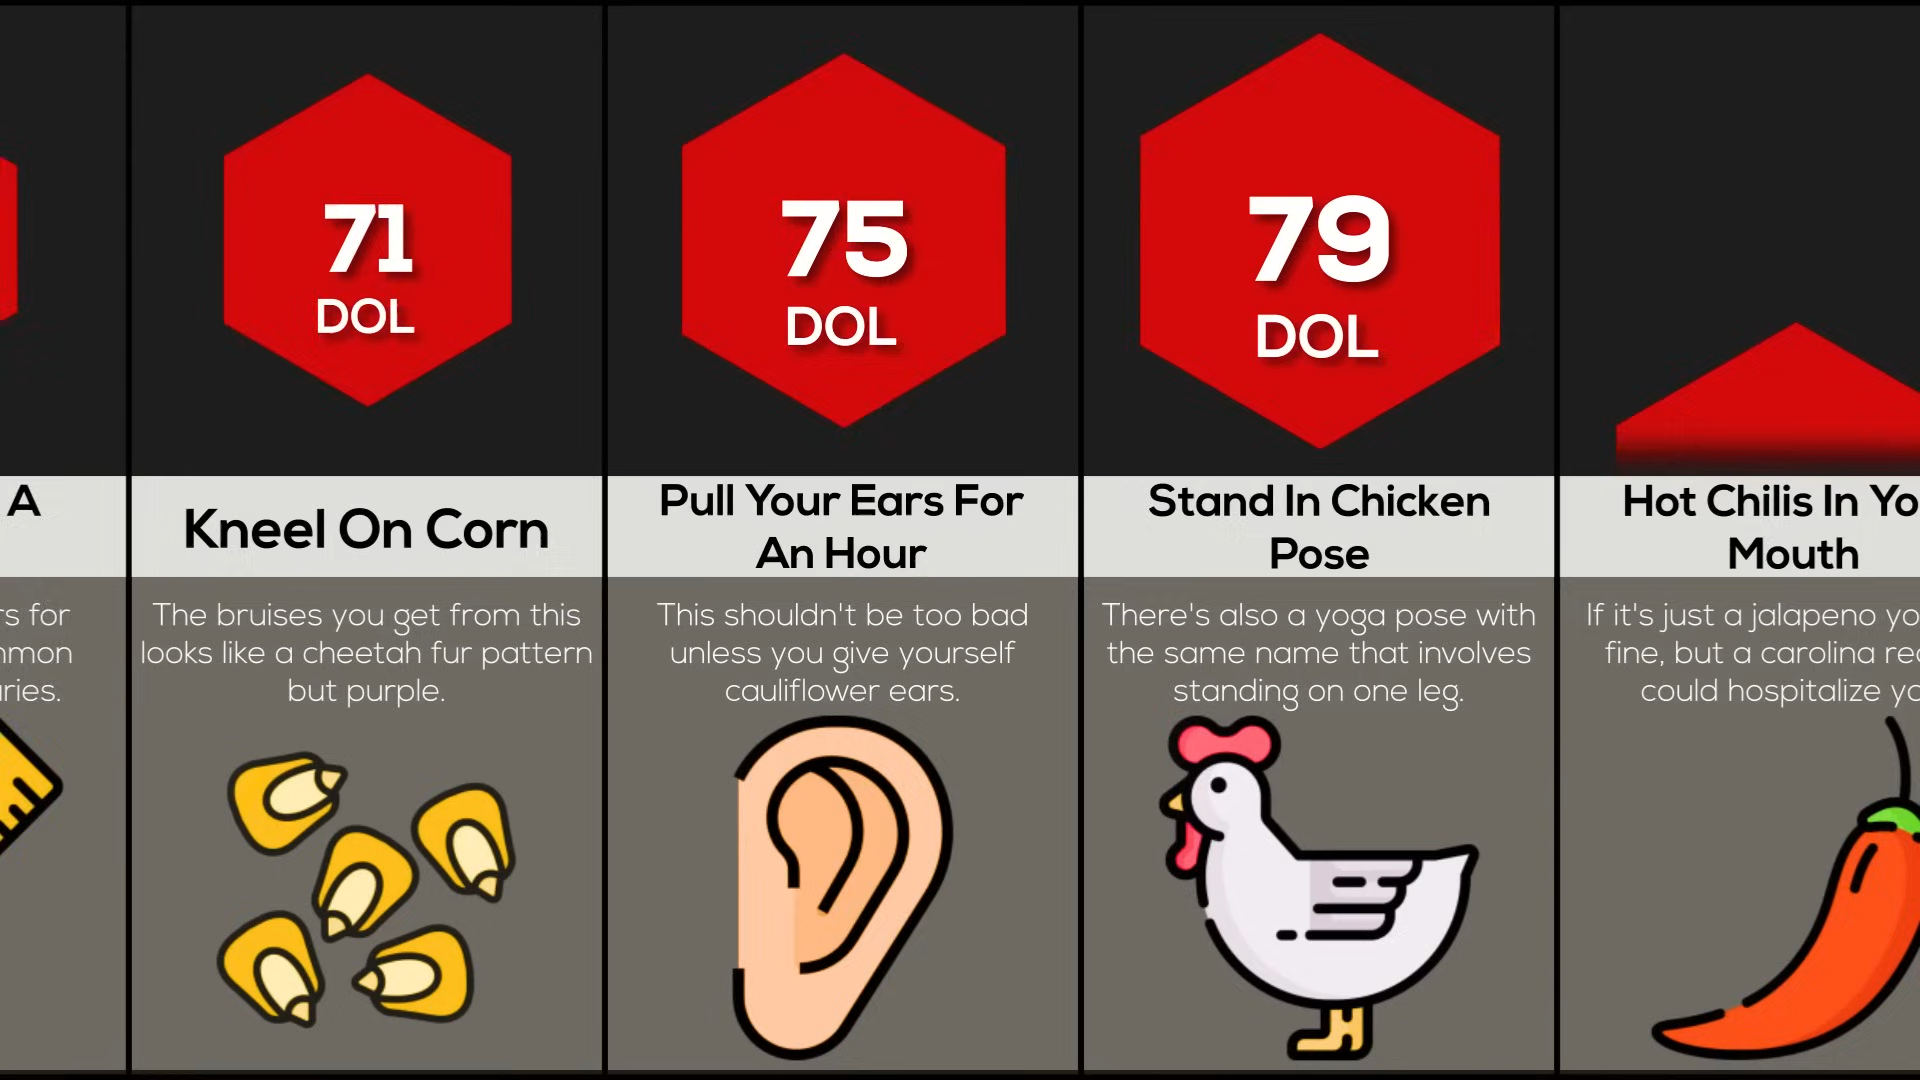 A
rs for
nmon
ries.
71
DOL
Kneel On Corn
The bruises you get from this
looks like a cheetah fur pattern
but purple.
75
DOL
Pull Your Ears For
An Hour
This shouldn't be too bad
unless you give yourself
cauliflower ears.
79
DOL
Stand In Chicken
Pose
There's also a yoga pose with
the same name that involves
standing on one leg.
Hot Chilis In Yo
Mouth
If it's just a jalapeno yo
fine, but a carolina rea
could hospitalize yo